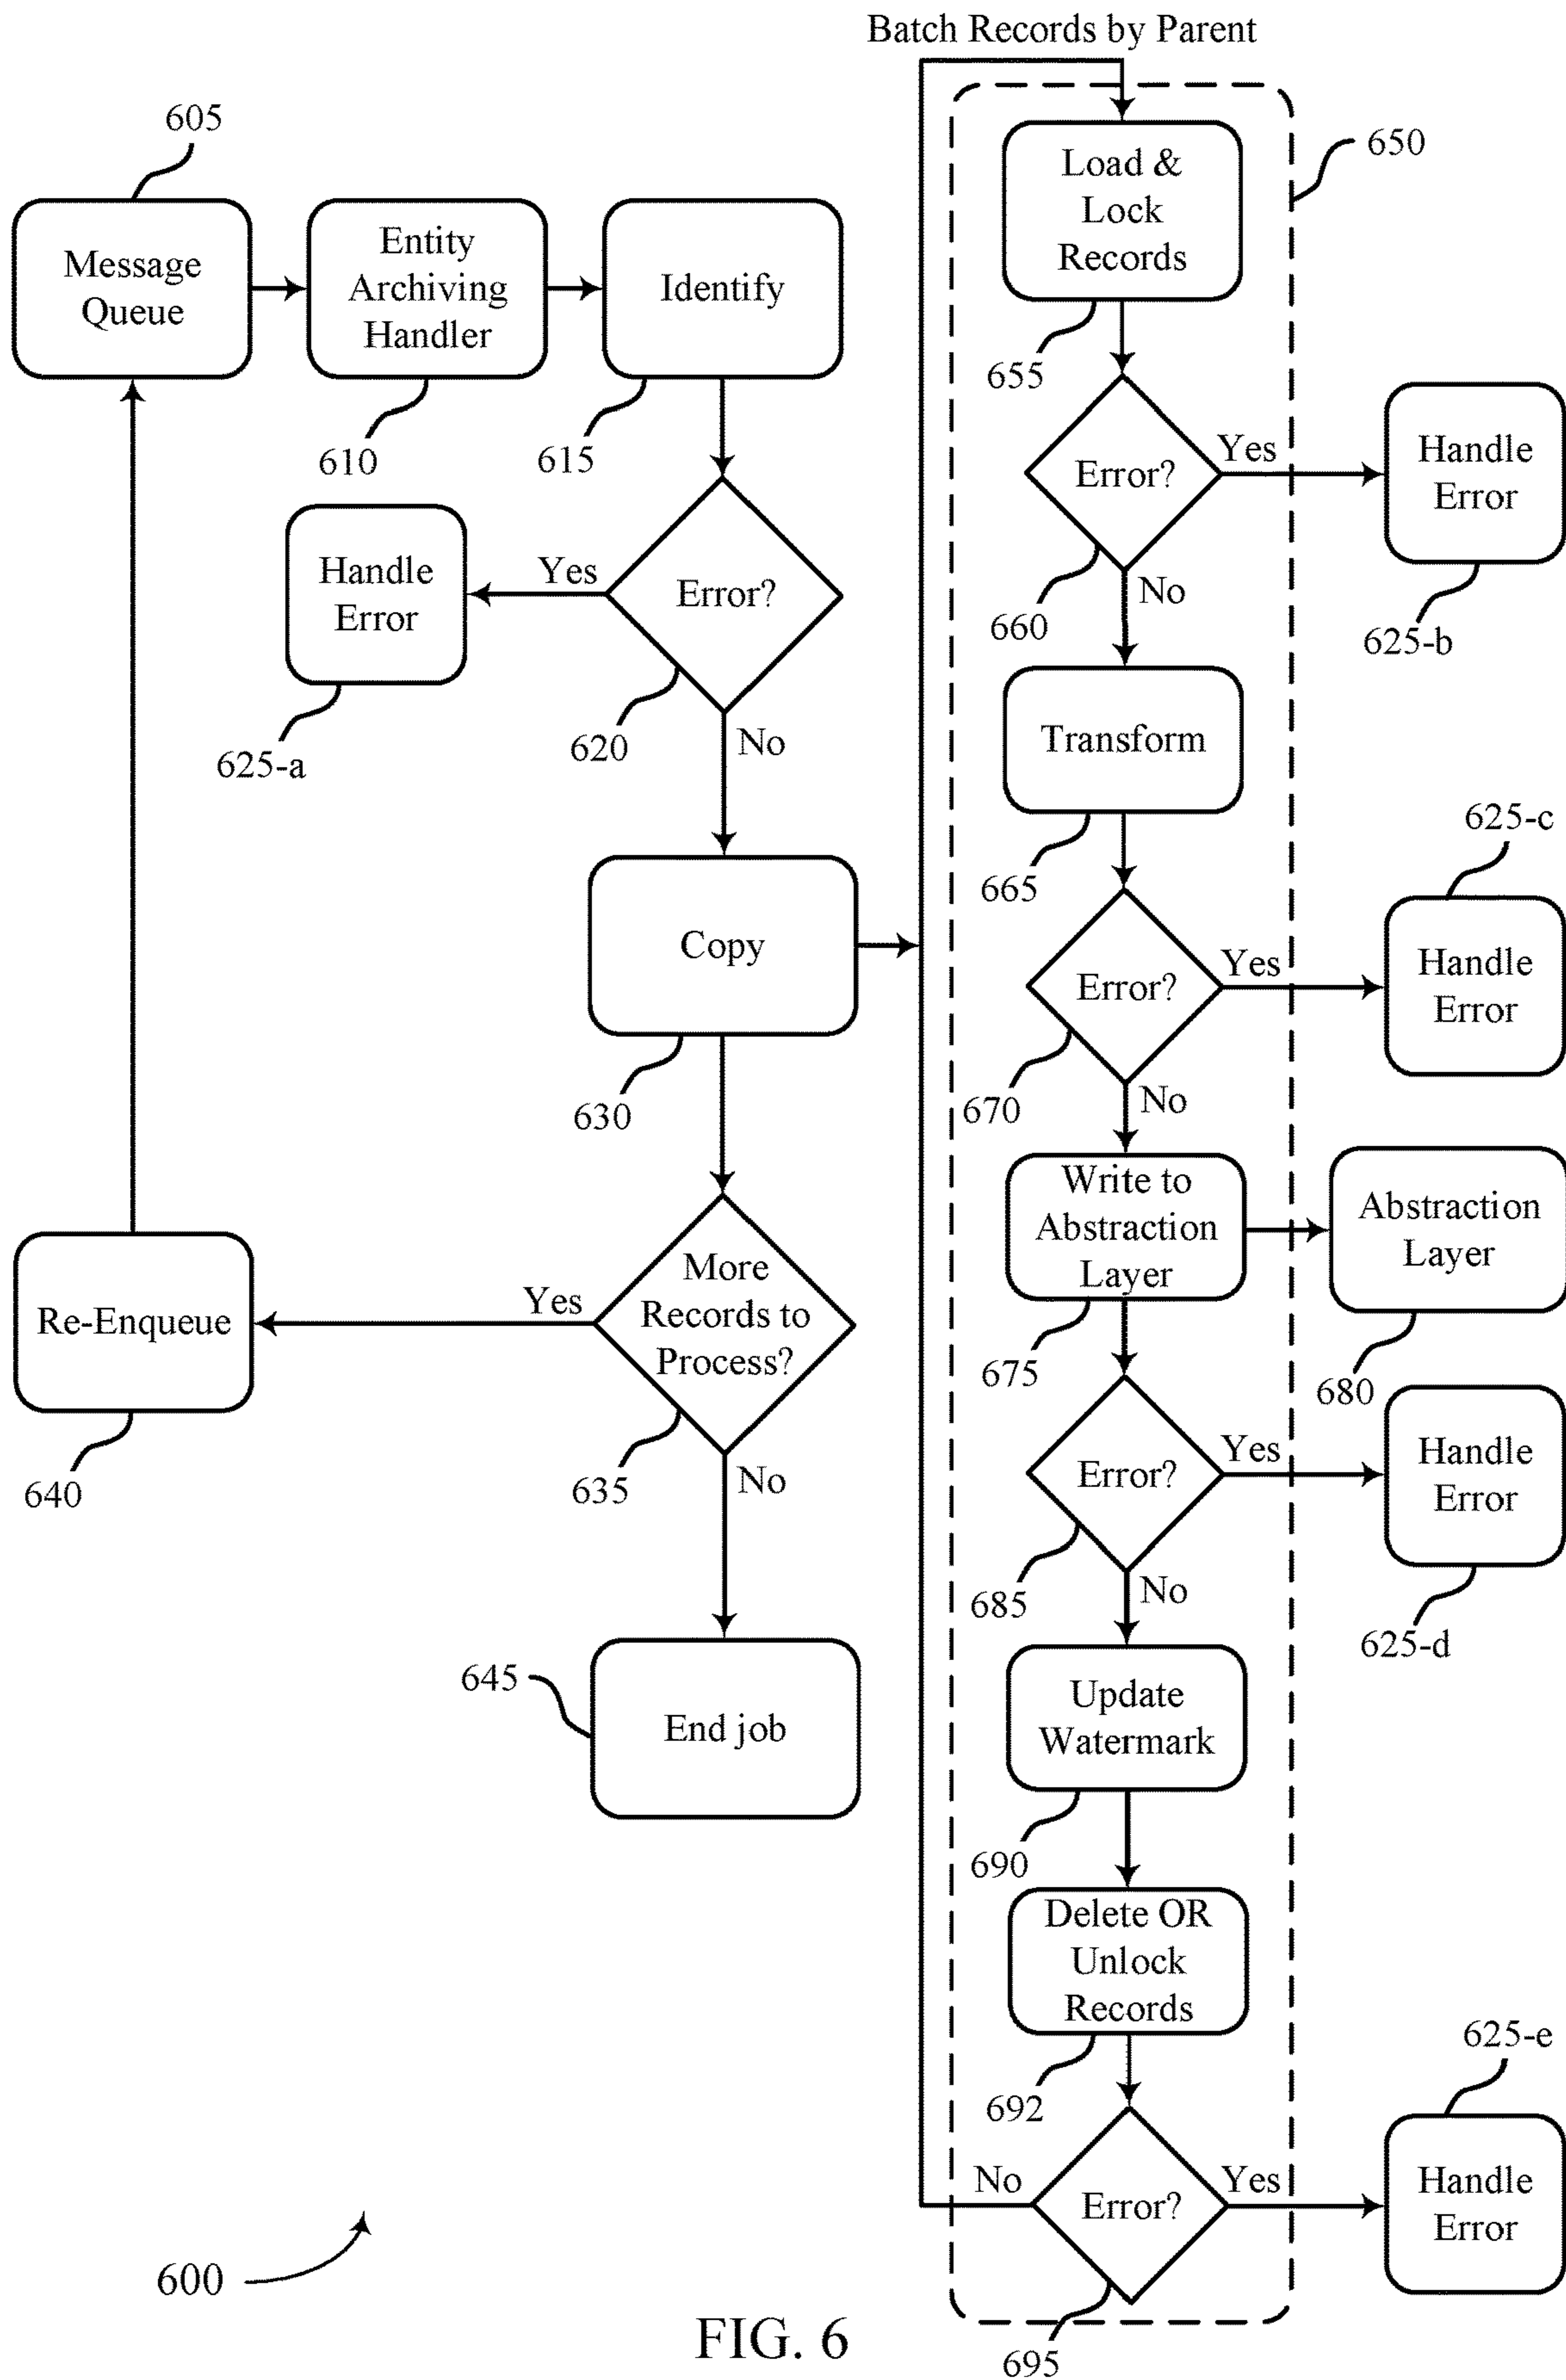 Batch Records by Parent
605
Message
Queue
Entity
Archiving
Handler
610
Identify
615
Error?
620
Yes
Handle
Error
625-a
No
Copy
630
More
Records to
Process?
635
Yes
Re-Enqueue
640
No
End job
645
650
Load &
Lock
Records
655
Error?
660
Yes
Handle
Error
625-b
No
Transform
665
Error?
670
Yes
625-c
Handle
Error
No
Write to
Abstraction
Layer
675
Abstraction
Layer
680
Error?
685
Yes
Handle
Error
625-d
No
Update
Watermark
690
Delete OR
Unlock
Records
692
Error?
695
No
Yes
625-e
Handle
Error
600
FIG. 6